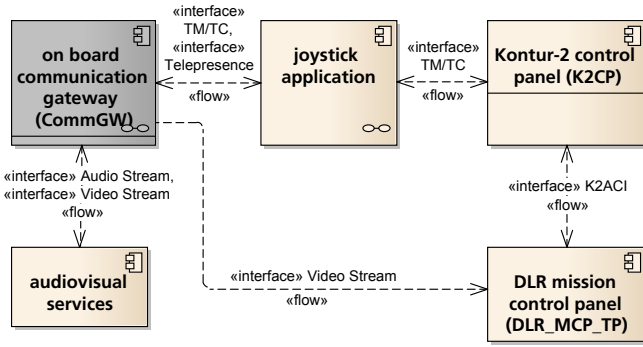 on board
communication
gateway
(CommGW)
«interface»
TM/TC,
«interface»
Telepresence
«flow»
joystick
application
«interface»
TM/TC
«flow»
Kontur-2 control
panel (K2CP)
«interface» Audio Stream,
«interface» Video Stream
«flow»
«interface» K2ACI
«flow»
audiovisual
services
«interface» Video Stream
«flow»
DLR mission
control panel
(DLR_MCP_TP)